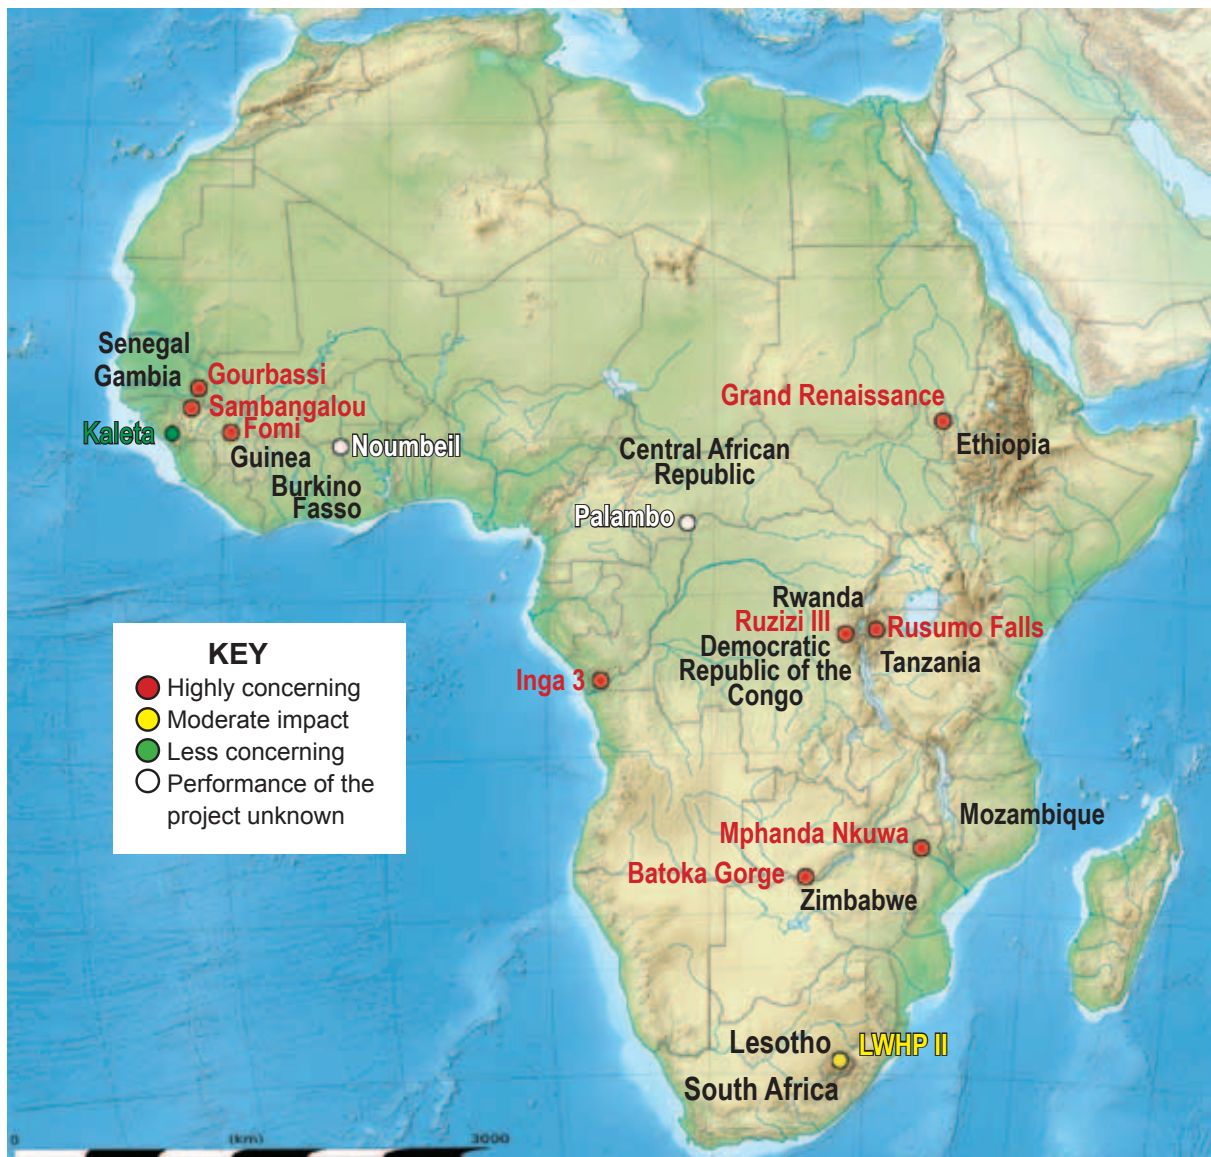 Senegal
Gambia
Gourbassi
Sambangalou
Kaleta
Fomi
Guinea
Noumbeil
Burkino
Fasso
Grand Renaissance
Ethiopia
Central African
Republic
Palambo
Rwanda
Ruzizi III
Rusumo Falls
Democratic
Republic of the
Congo
Tanzania
Inga 3
KEY
Highly concerning
Moderate impact
Less concerning
Performance of the
project unknown
Mozambique
Mphanda Nkuwa
Batoka Gorge
Zimbabwe
Lesotho
LWHP II
South Africa
0 (km) 3000